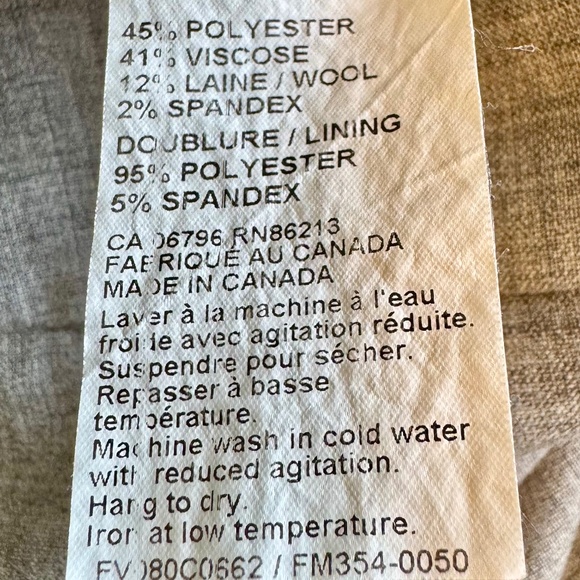 45% POLYESTER
41% VISCOSE
12% LAINE / WOOL
2% SPANDEX
DOUBLURE / LINING
95% POLYESTER
5% SPANDEX
CA 06796 RN86213
FABRIQUÉ AU CANADA
MADE IN CANADA
Laver à la machine à l'eau
froide avec agitation réduite.
Suspendre pour sécher.
Repasser à basse
température.
Machine wash in cold water
with reduced agitation.
Hang to dry.
Iron at low temperature.
/ FM354-0050